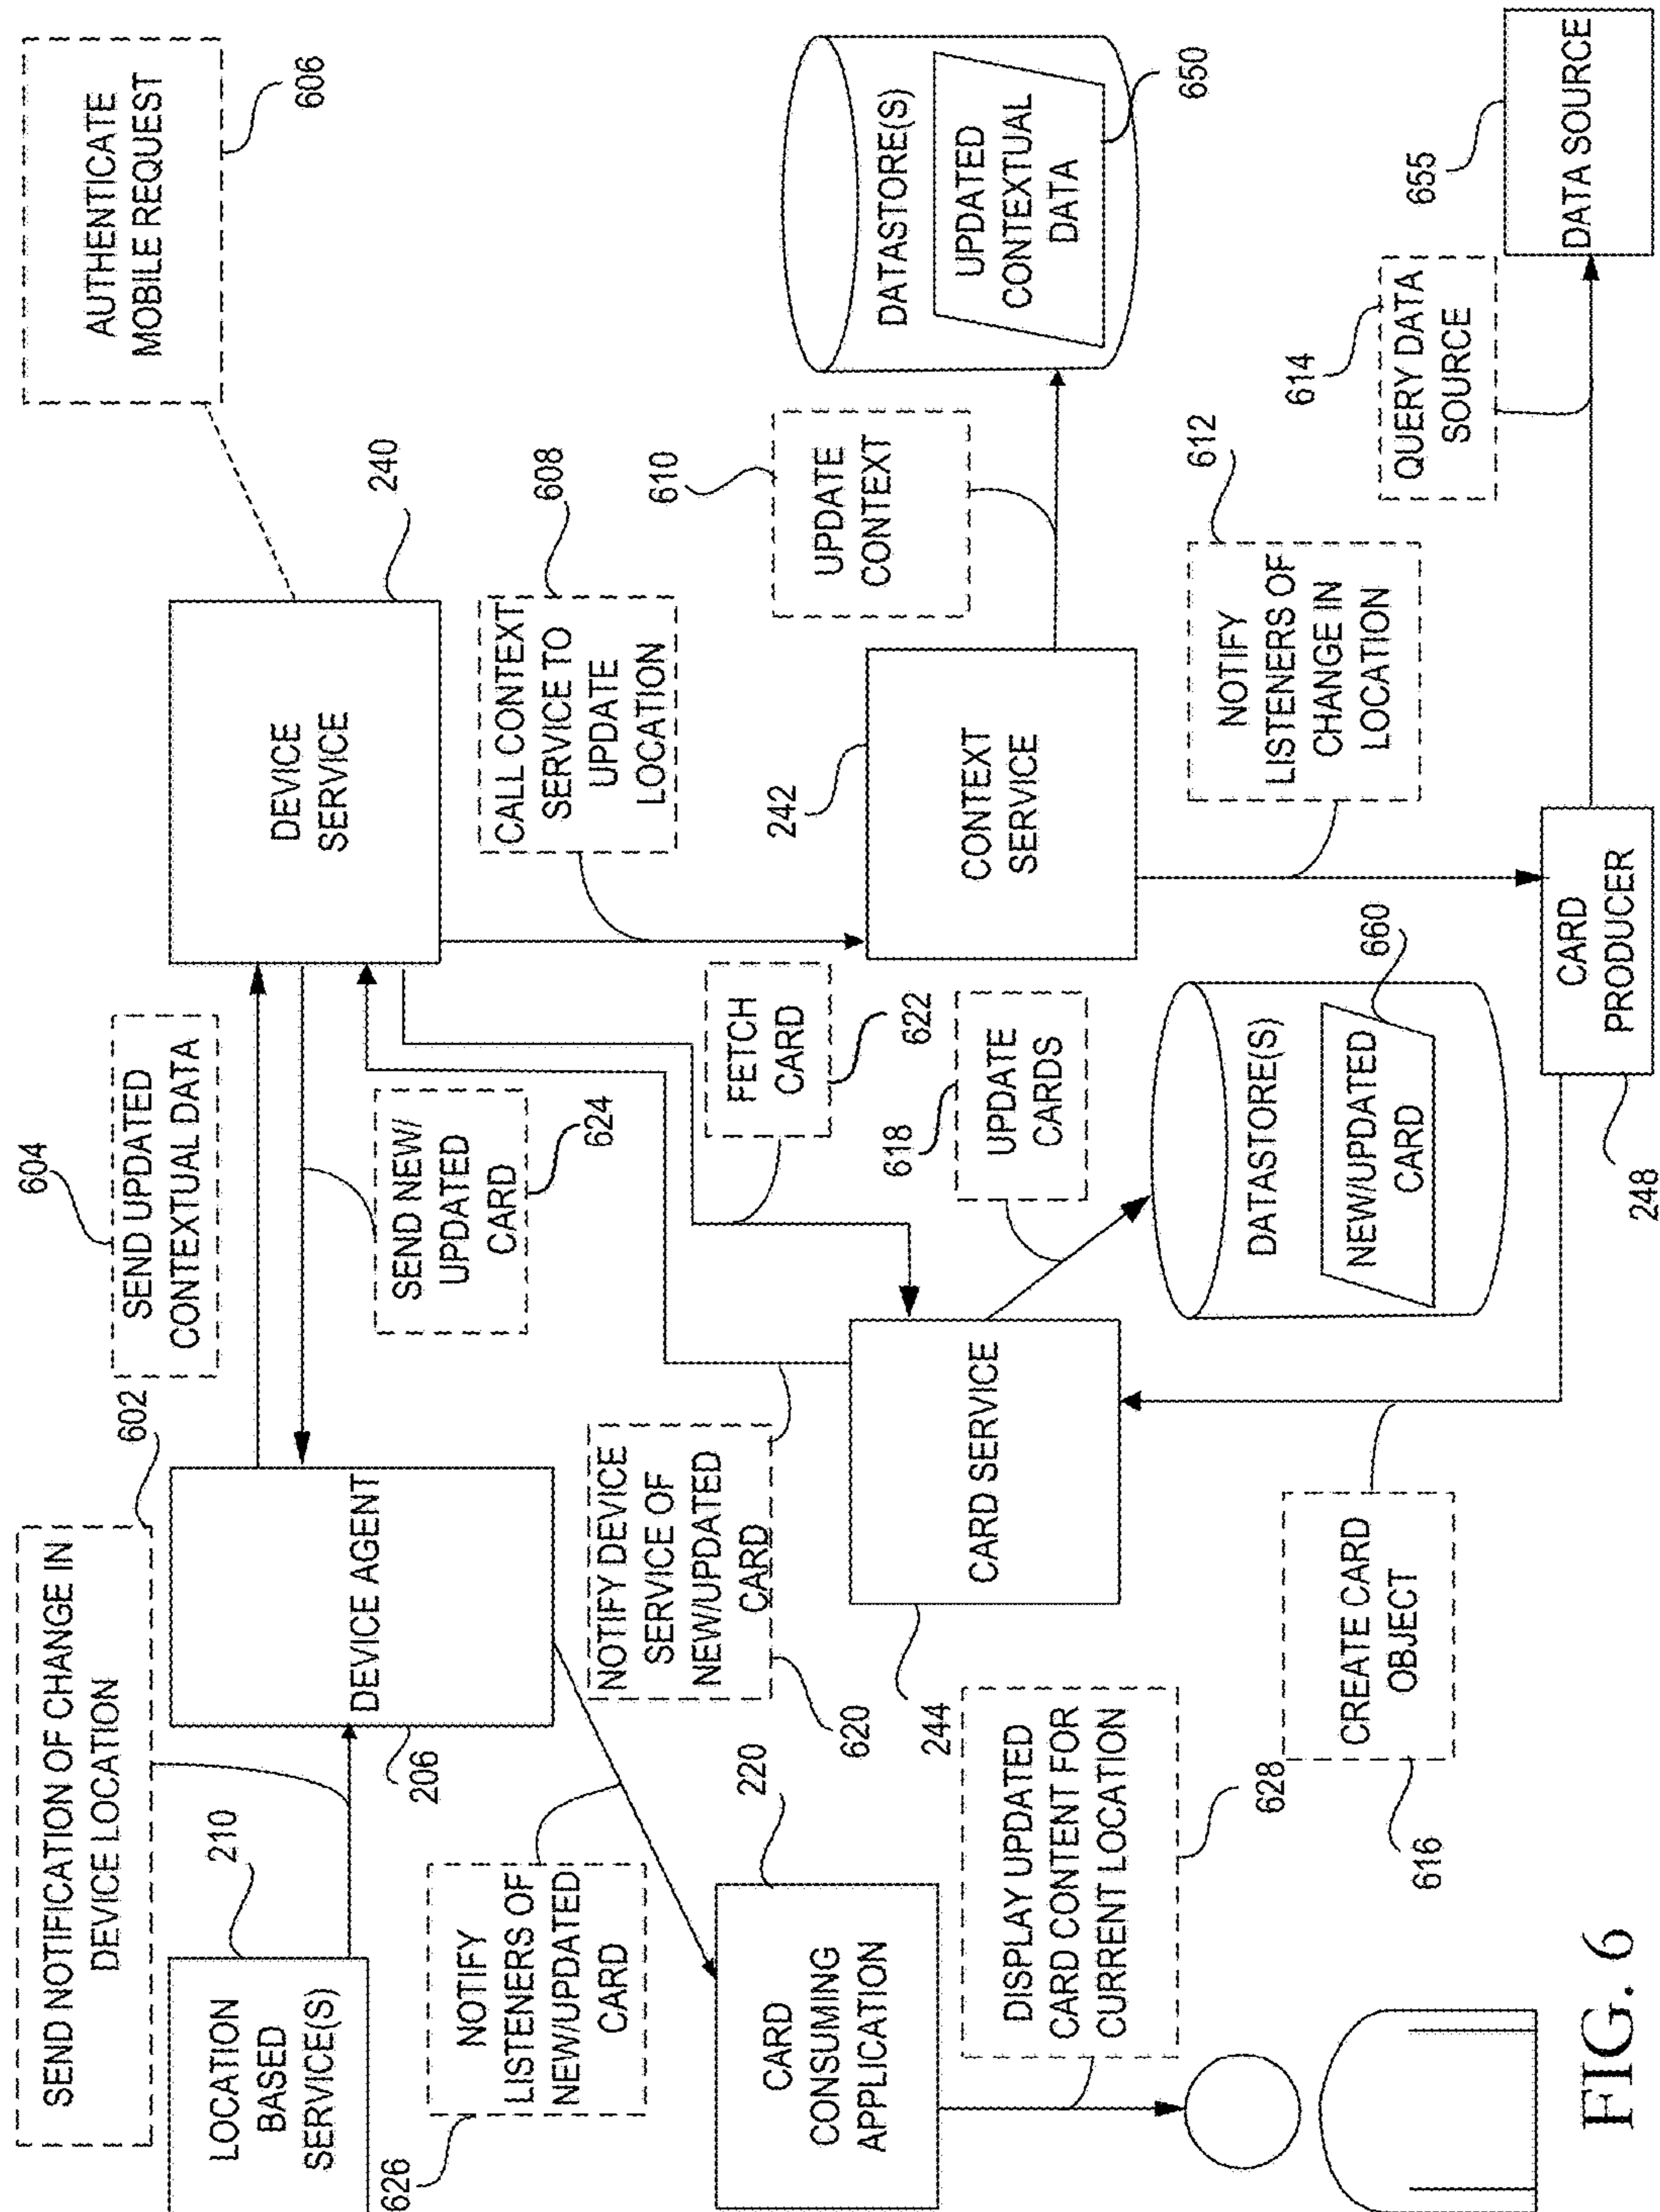 SEND NOTIFICATION OF CHANGE IN
DEVICE LOCATION
602
604
SEND UPDATED
CONTEXTUAL DATA
AUTHENTICATE
MOBILE REQUEST
606
LOCATION
BASED
SERVICE(S)
210
DEVICE AGENT
206
DEVICE
SERVICE
240
SEND NEW/
UPDATED
CARD
624
626
NOTIFY
LISTENERS OF
NEW/UPDATED
CARD
NOTIFY DEVICE
SERVICE OF
NEW/UPDATED
CARD
620
CALL CONTEXT
SERVICE TO
UPDATE
LOCATION
608
FETCH
CARD
622
610
UPDATE
CONTEXT
DATASTORE(S)
UPDATED
CONTEXTUAL
DATA
650
CARD
CONSUMING
APPLICATION
220
244
CARD SERVICE
618
UPDATE
CARDS
242
CONTEXT
SERVICE
DISPLAY UPDATED
CARD CONTENT FOR
CURRENT LOCATION
628
DATASTORE(S)
NEW/UPDATED
CARD
660
612
NOTIFY
LISTENERS OF
CHANGE IN
LOCATION
614
QUERY DATA
SOURCE
655
DATA SOURCE
616
CREATE CARD
OBJECT
248
CARD
PRODUCER
FIG. 6